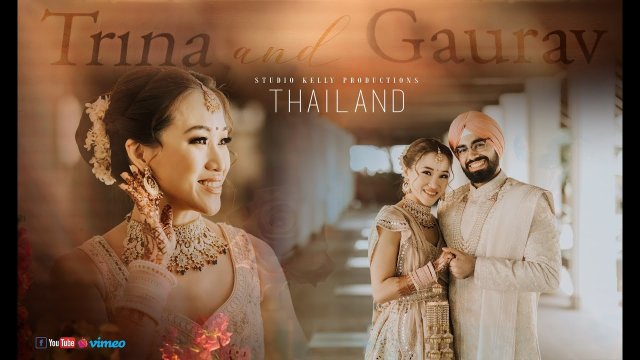 Trina and Gaurav
STUDIO KELLY PRODUCTIONS
THAILAND
f YouTube vimeo